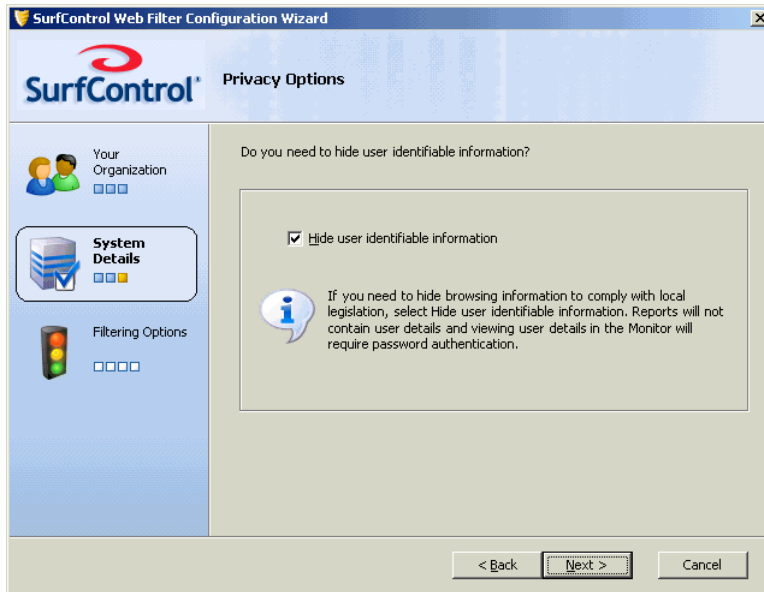 SurfControl Web Filter Configuration Wizard
SurfControl
Privacy Options
Your
Organization
System
Details
Filtering Options
Do you need to hide user identifiable information?
Hide user identifiable information
If you need to hide browsing information to comply with local
legislation, select Hide user identifiable information. Reports will not
contain user details and viewing user details in the Monitor will
require password authentication.
< Back
Next >
Cancel